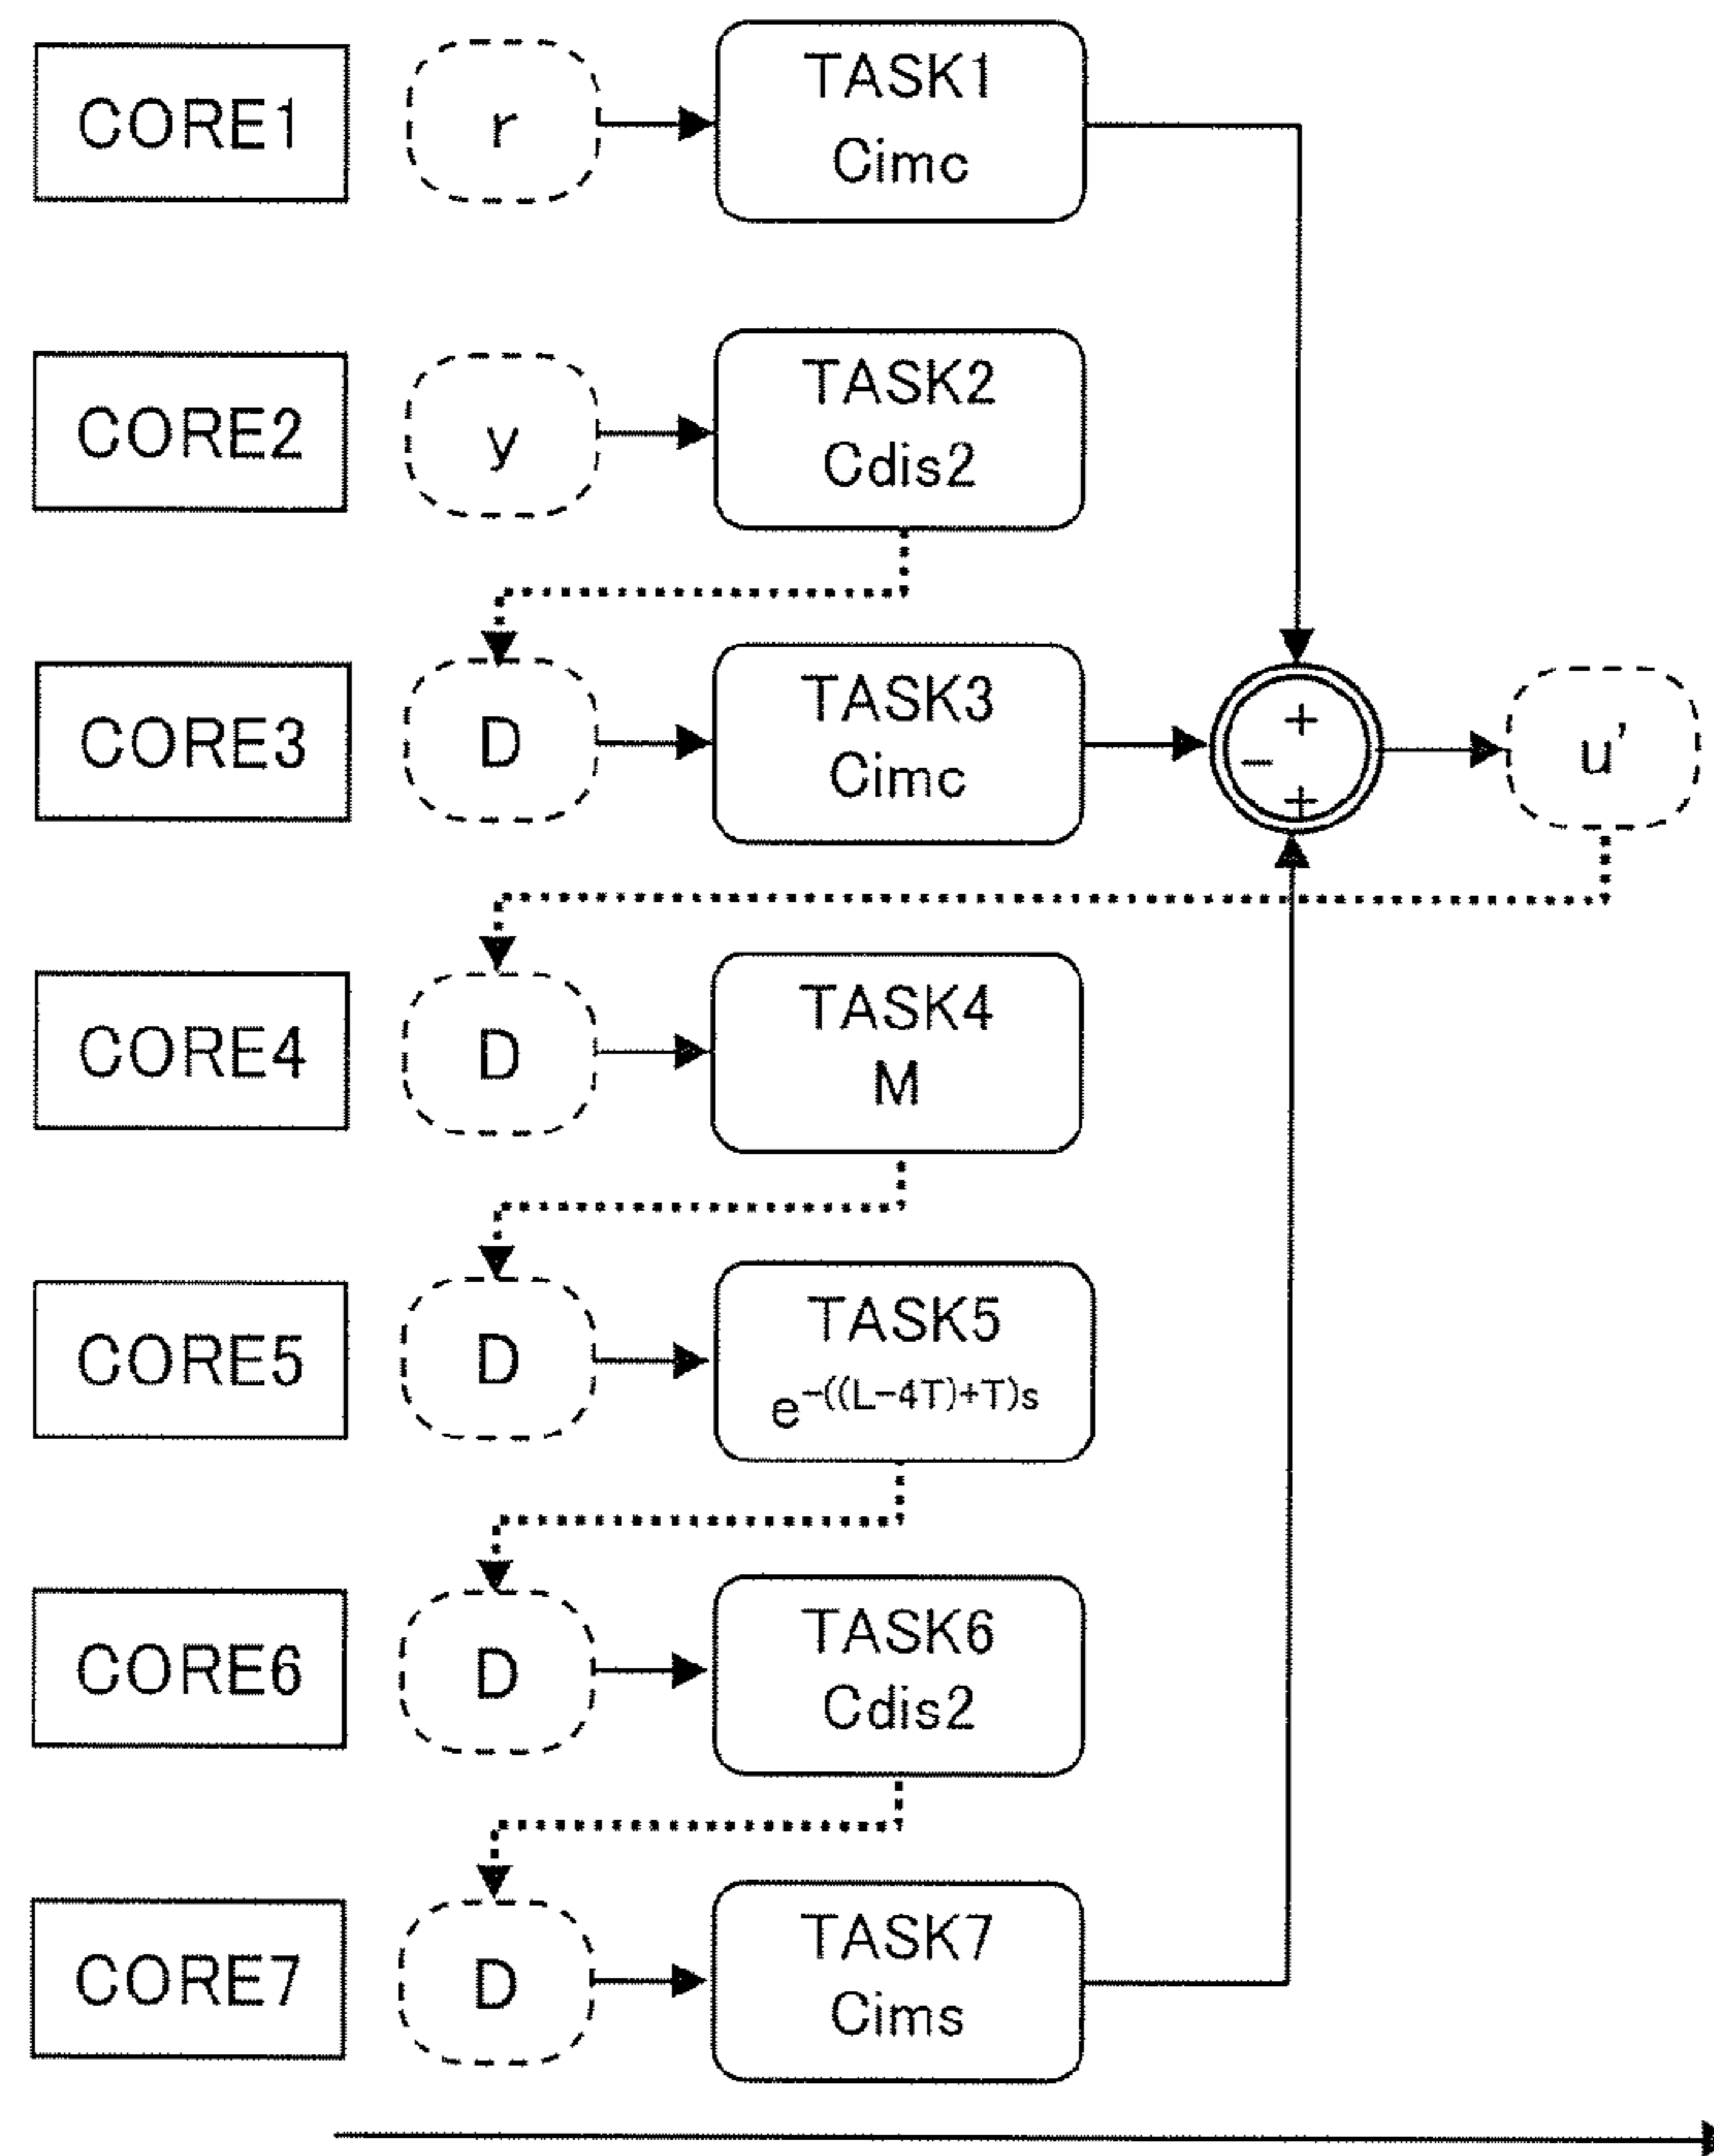 CORE1
r
TASK1
Cimc
CORE2
y
TASK2
Cdis2
CORE3
D
TASK3
Cimc
+
−
+
u'
CORE4
D
TASK4
M
CORE5
D
TASK5
e^-((L-4T)+T)s
CORE6
D
TASK6
Cdis2
CORE7
D
TASK7
Cims